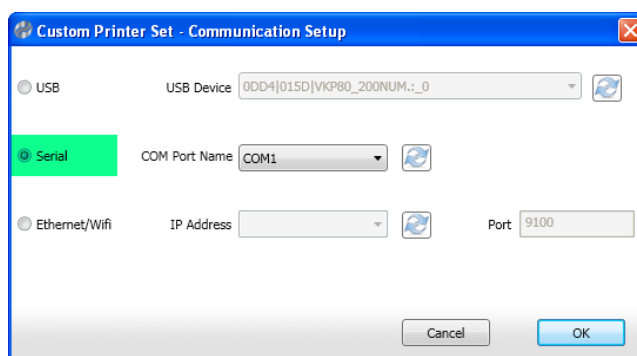 Custom Printer Set - Communication Setup
USB USB Device 0DD4|015D|VKP80_200NUM.:_0
Serial COM Port Name COM1
Ethernet/Wifi IP Address Port 9100
Cancel OK